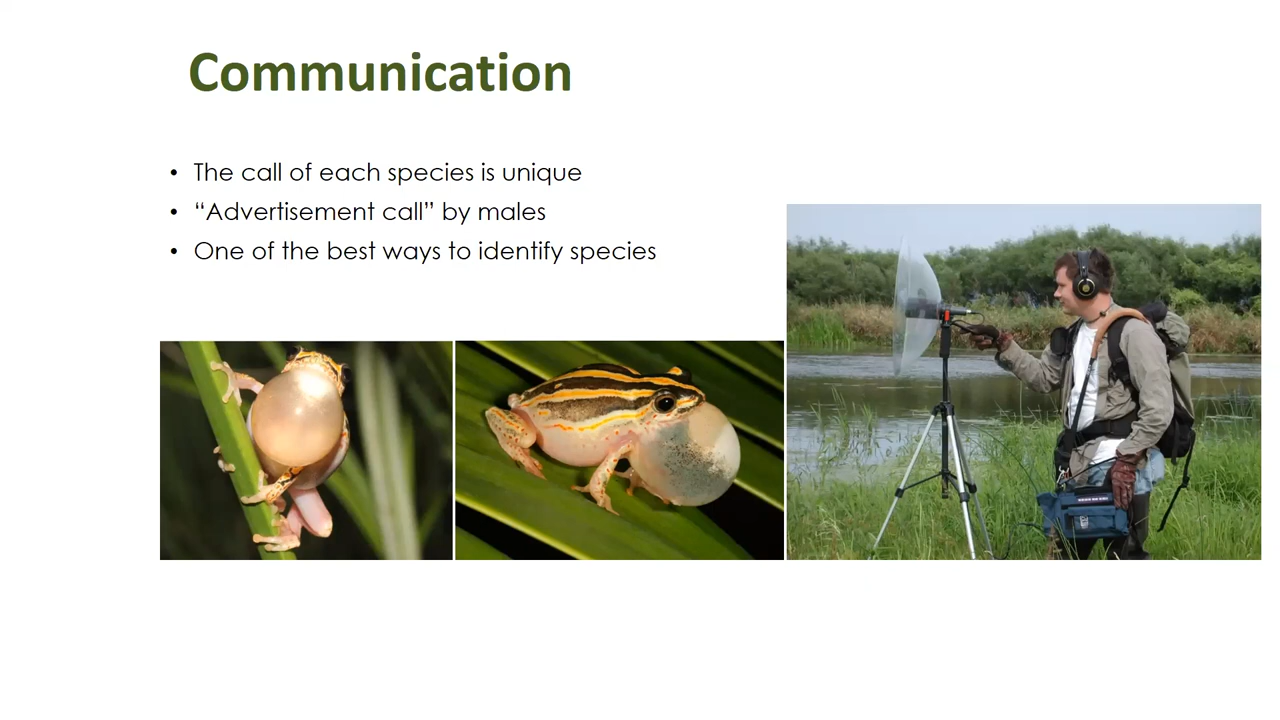 Communication
• The call of each species is unique
• “Advertisement call” by males
• One of the best ways to identify species